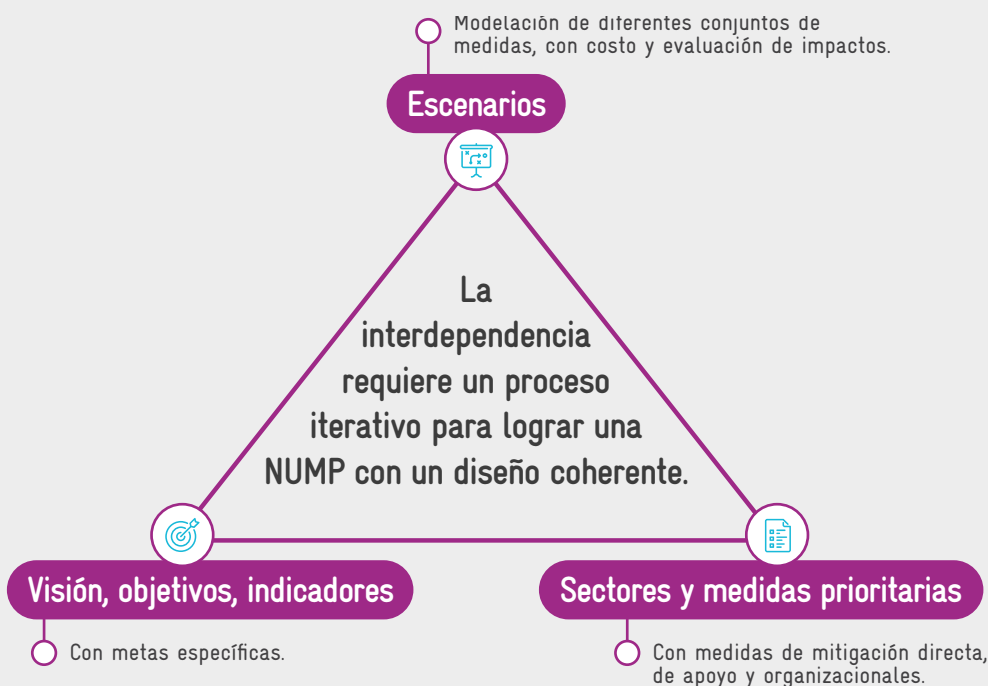 Modelación de diferentes conjuntos de
medidas, con costo y evaluación de impactos.
Escenarios
La
interdependencia
requiere un proceso
iterativo para lograr una
NUMP con un diseño coherente.
Visión, objetivos, indicadores
Con metas específicas.
Sectores y medidas prioritarias
Con medidas de mitigación directa,
de apoyo y organizacionales.